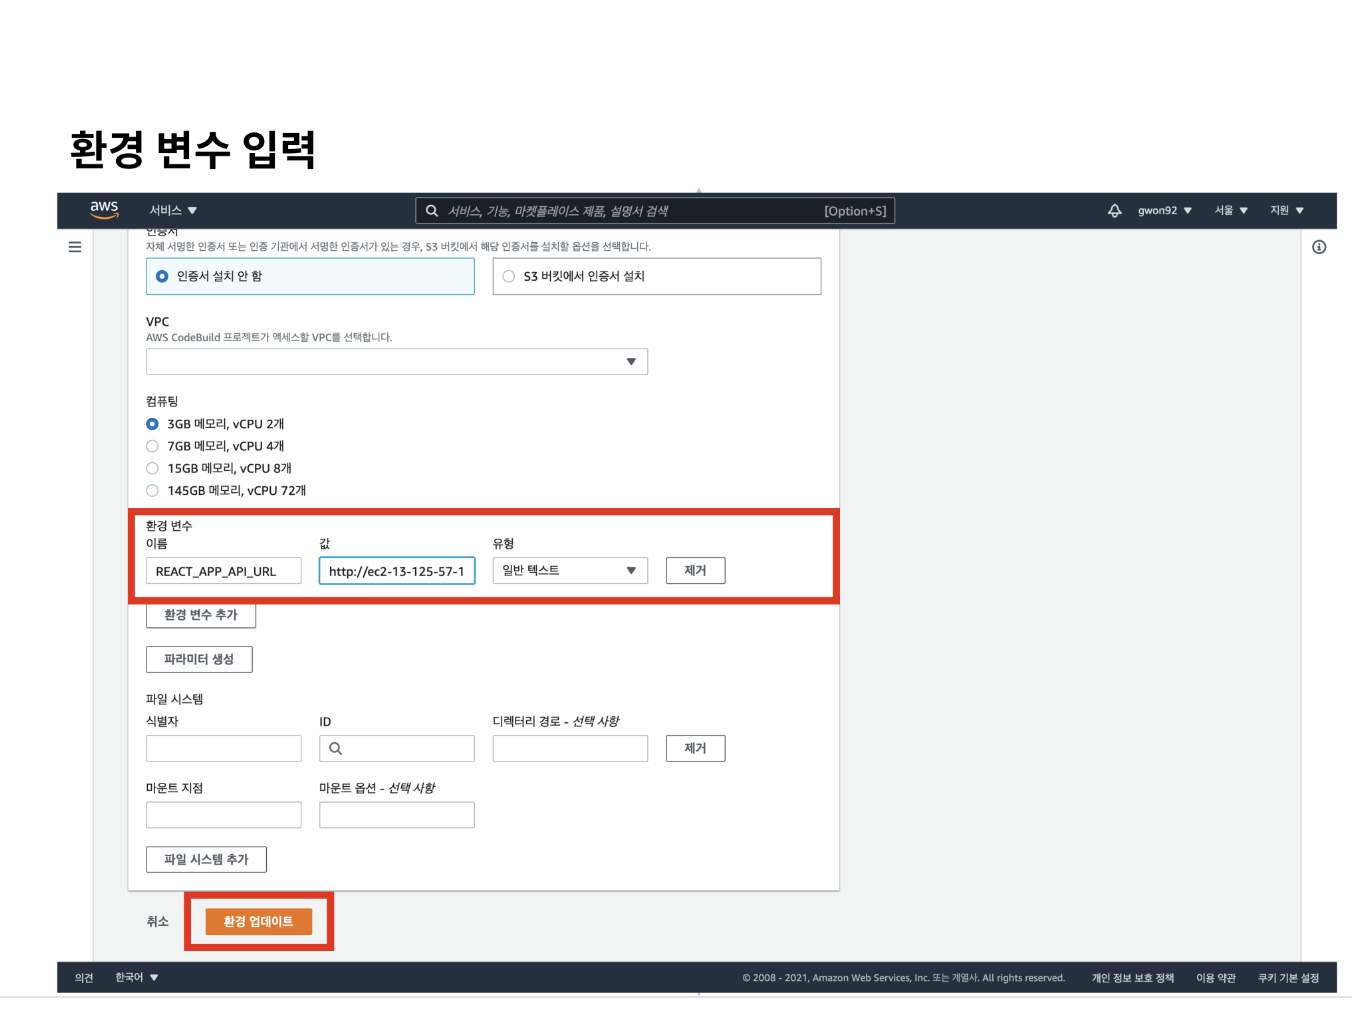 환경 변수 입력
aws 서비스 ▼ 서비스, 기능, 마켓플레이스 제품, 설명서 검색 [Option+S] gwon92 ▼ 서울 ▼ 지원 ▼
인증서
자체 서명한 인증서 또는 인증 기관에서 서명한 인증서가 있는 경우, S3 버킷에서 해당 인증서를 설치할 옵션을 선택합니다.
인증서 설치 안 함 S3 버킷에서 인증서 설치
VPC
AWS CodeBuild 프로젝트가 액세스할 VPC를 선택합니다.
컴퓨팅
3GB 메모리, vCPU 2개
7GB 메모리, vCPU 4개
15GB 메모리, vCPU 8개
145GB 메모리, vCPU 72개
환경 변수
이름 값 유형
REACT_APP_API_URL http://ec2-13-125-57-1 일반 텍스트 제거
환경 변수 추가
파라미터 생성
파일 시스템
식별자 ID 디렉터리 경로 - 선택 사항
제거
마운트 지점 마운트 옵션 - 선택 사항
파일 시스템 추가
취소 환경 업데이트
의견 한국어 ▼ © 2008 - 2021, Amazon Web Services, Inc. 또는 계열사. All rights reserved. 개인 정보 보호 정책 이용 약관 쿠키 기본 설정